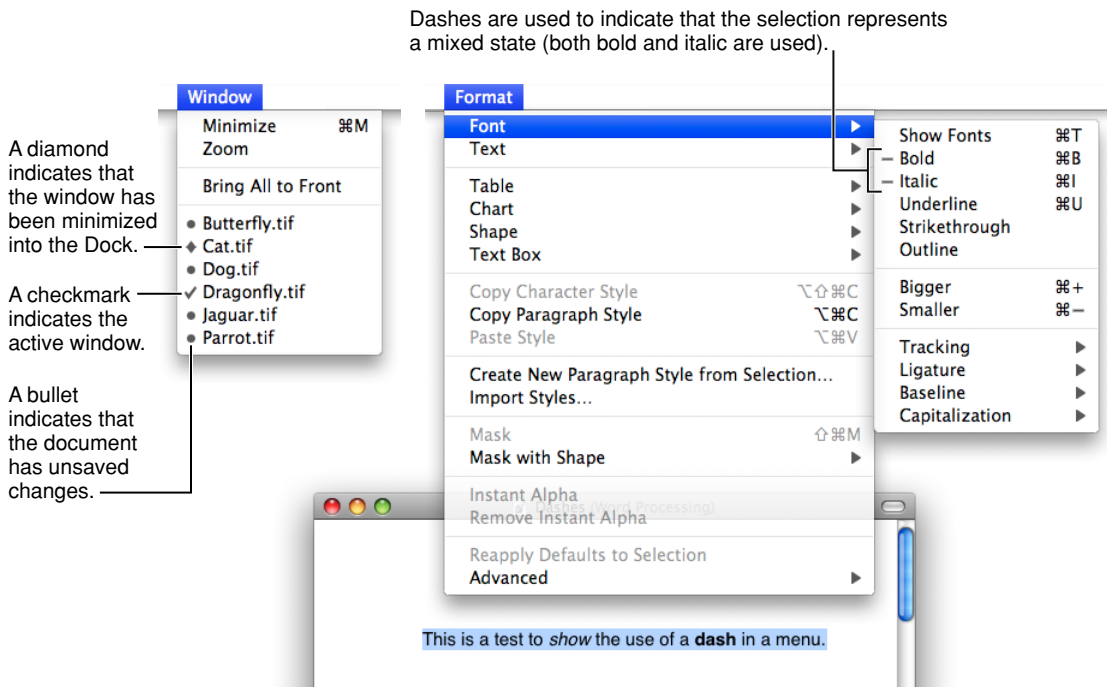 Dashes are used to indicate that the selection represents
a mixed state (both bold and italic are used).
A diamond
indicates that
the window has
been minimized
into the Dock.
A checkmark
indicates the
active window.
A bullet
indicates that
the document
has unsaved
changes.
Window
Minimize ⌘M
Zoom
Bring All to Front
• Butterfly.tif
◆ Cat.tif
• Dog.tif
✓ Dragonfly.tif
• Jaguar.tif
• Parrot.tif
Format
Font ▶
Text ▶
Table ▶
Chart ▶
Shape ▶
Text Box ▶
Copy Character Style ⌥⇧⌘C
Copy Paragraph Style ⌥⌘C
Paste Style ⌥⌘V
Create New Paragraph Style from Selection...
Import Styles...
Mask ⇧⌘M
Mask with Shape ▶
Instant Alpha
Remove Instant Alpha
Reapply Defaults to Selection
Advanced ▶
Show Fonts ⌘T
– Bold ⌘B
– Italic ⌘I
Underline ⌘U
Strikethrough
Outline
Bigger ⌘+
Smaller ⌘−
Tracking ▶
Ligature ▶
Baseline ▶
Capitalization ▶
Dashes (Word Processing)
This is a test to show the use of a dash in a menu.